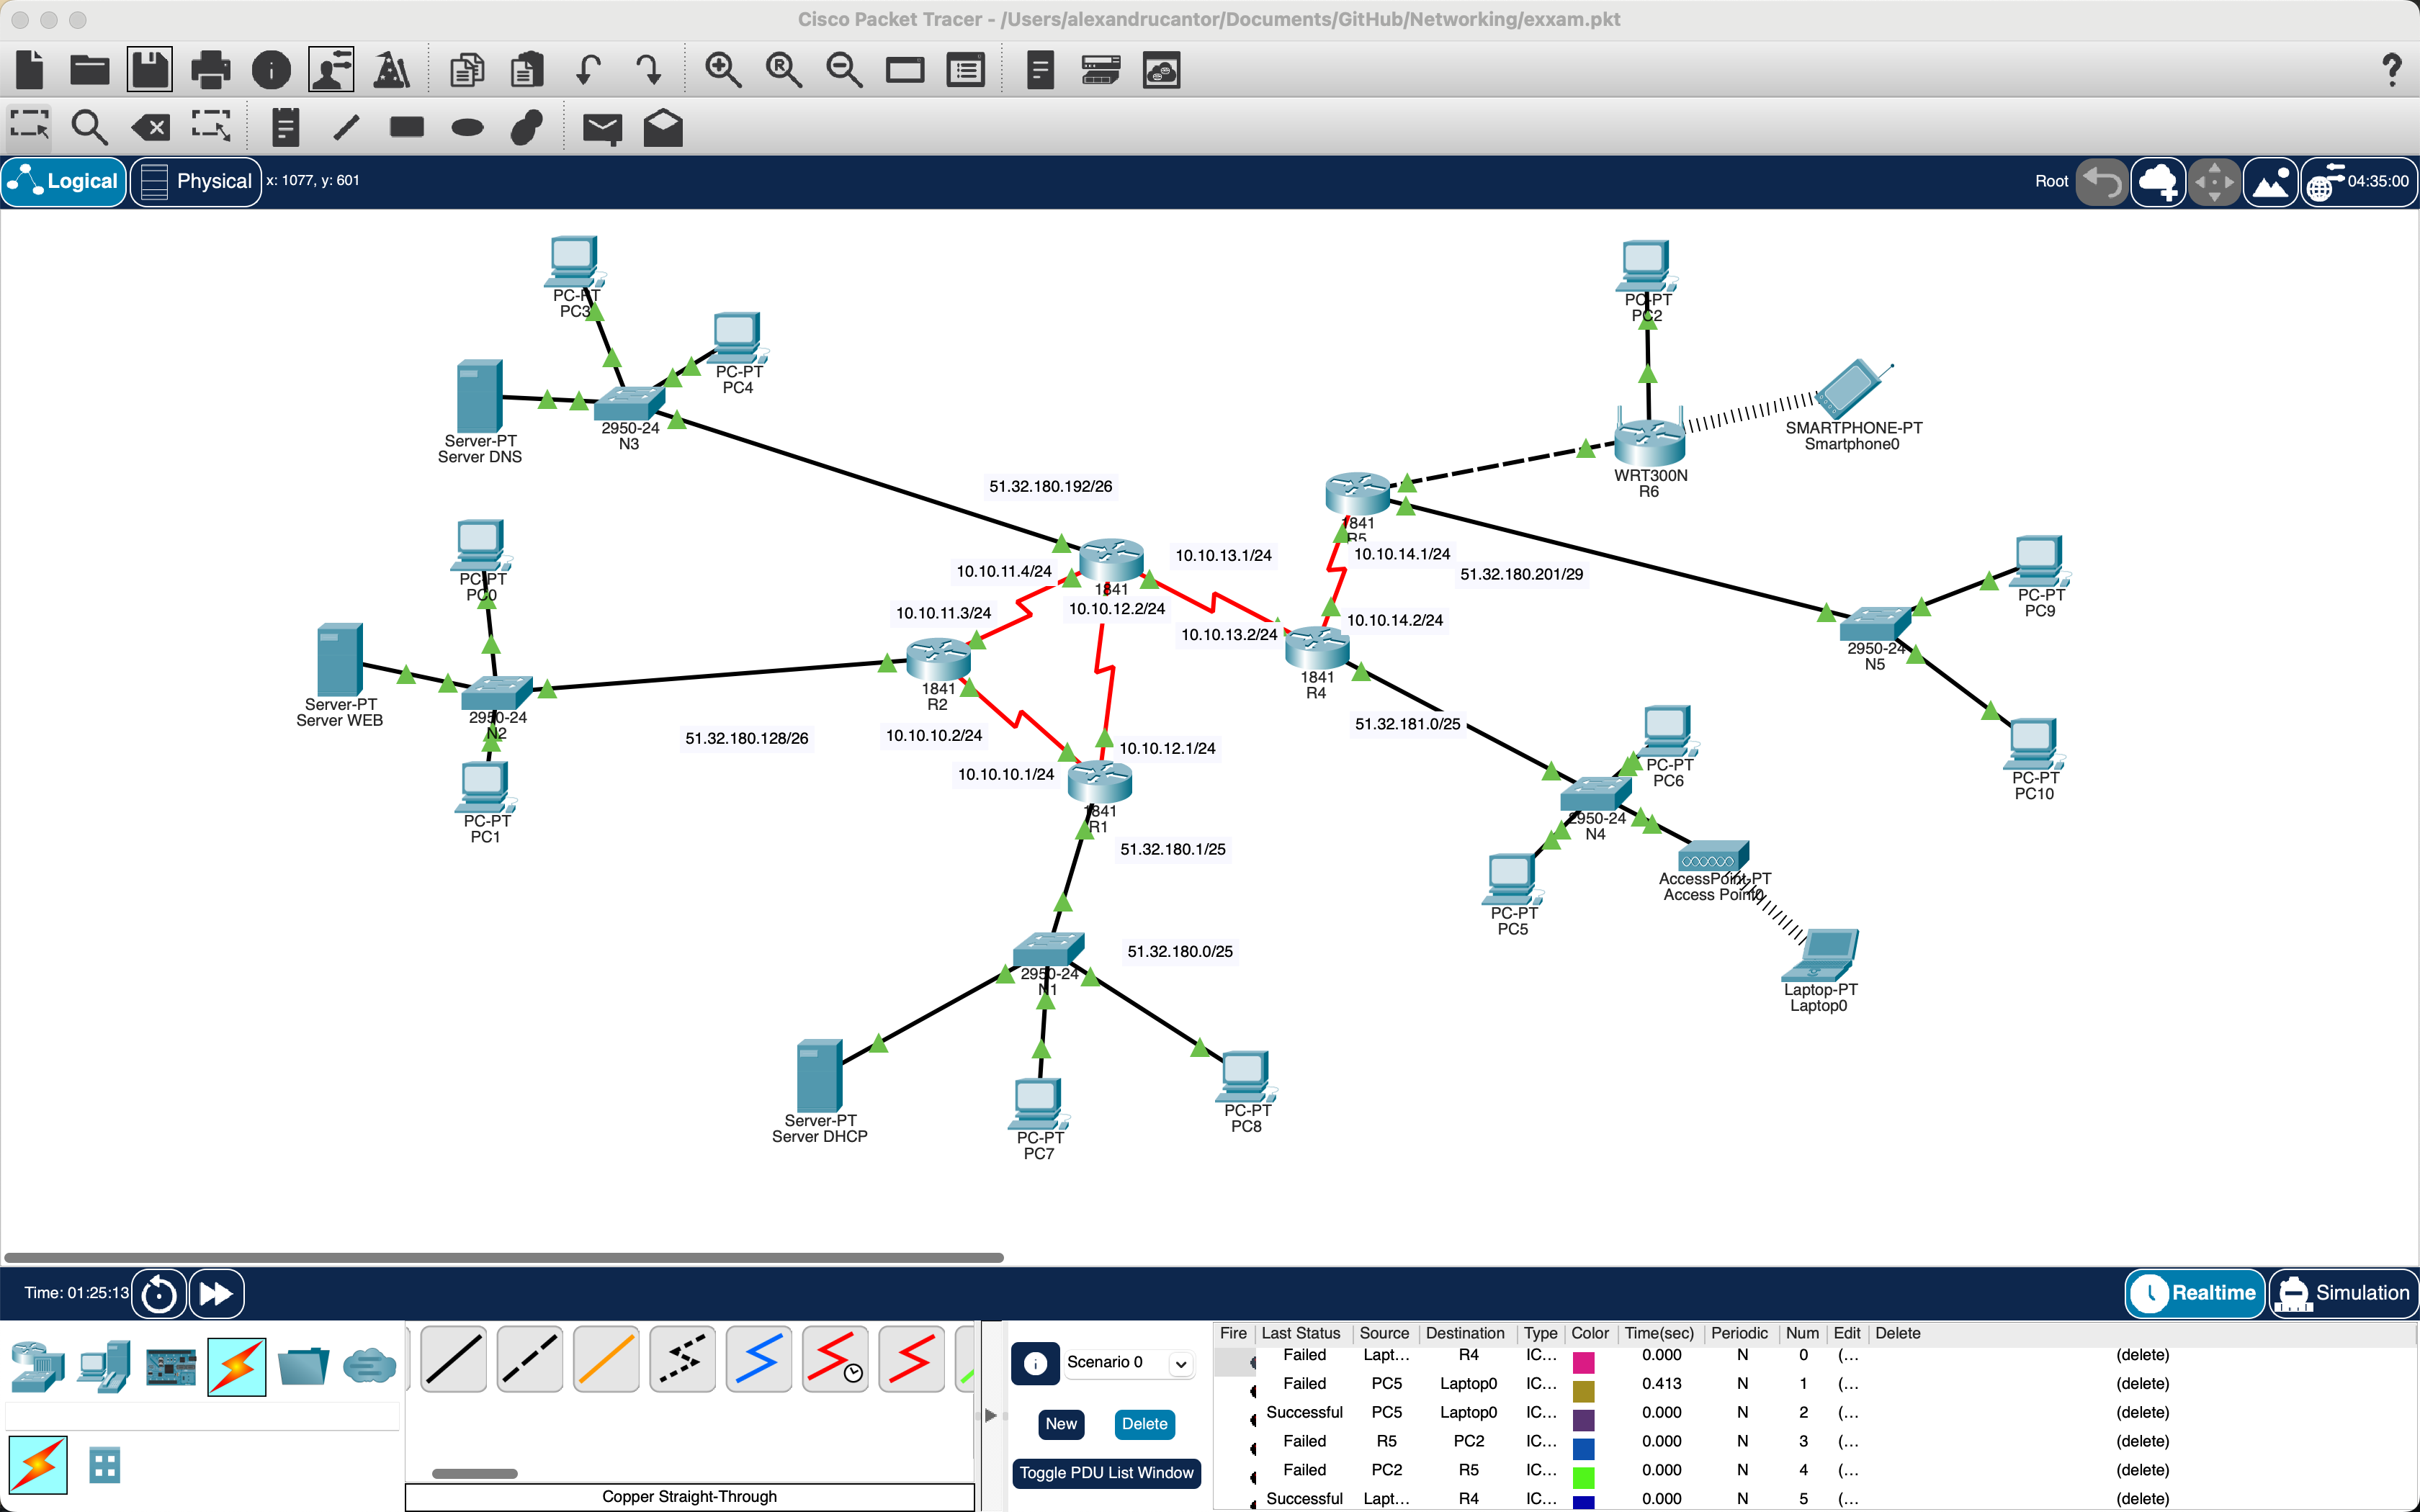 Cisco Packet Tracer - /Users/alexandrucantor/Documents/GitHub/Networking/exxam.pkt
Logical
Physical
x: 1077, y: 601
Root
04:35:00
PC-PT
PC3
PC-PT
PC4
Server-PT
Server DNS
2950-24
N3
PC-PT
PC2
SMARTPHONE-PT
Smartphone0
WRT300N
R6
51.32.180.192/26
1841
R5
10.10.14.1/24
51.32.180.201/29
10.10.13.1/24
10.10.11.4/24
1841
10.10.12.2/24
10.10.11.3/24
10.10.13.2/24
10.10.14.2/24
PC-PT
PC0
PC-PT
PC9
2950-24
N5
Server-PT
Server WEB
2950-24
N2
1841
R2
1841
R4
51.32.181.0/25
51.32.180.128/26
10.10.10.2/24
10.10.12.1/24
10.10.10.1/24
PC-PT
PC6
PC-PT
PC10
PC-PT
PC1
1841
R1
2950-24
N4
51.32.180.1/25
AccessPoint-PT
Access Point0
PC-PT
PC5
51.32.180.0/25
2950-24
N1
Laptop-PT
Laptop0
Server-PT
Server DHCP
PC-PT
PC7
PC-PT
PC8
Time: 01:25:13
Realtime
Simulation
Scenario 0
New
Delete
Toggle PDU List Window
Copper Straight-Through
Fire Last Status Source Destination Type Color Time(sec) Periodic Num Edit Delete
Failed Lapt... R4 IC... 0.000 N 0 (... (delete)
Failed PC5 Laptop0 IC... 0.413 N 1 (... (delete)
Successful PC5 Laptop0 IC... 0.000 N 2 (... (delete)
Failed R5 PC2 IC... 0.000 N 3 (... (delete)
Failed PC2 R5 IC... 0.000 N 4 (... (delete)
Successful Lapt... R4 IC... 0.000 N 5 (... (delete)